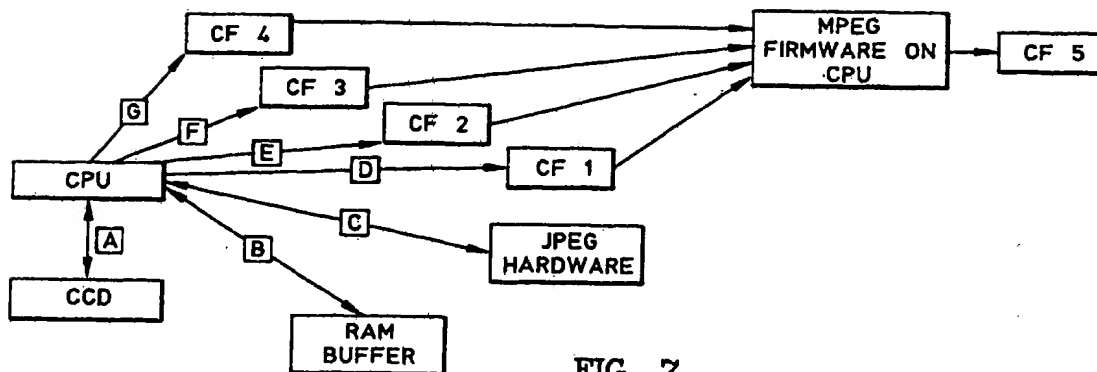 CF 4
MPEG
FIRMWARE ON
CPU
CF 5
CF 3
G
F
CF 2
E
CPU
D
CF 1
A
C
B
JPEG
HARDWARE
CCD
RAM
BUFFER
FIG. 7